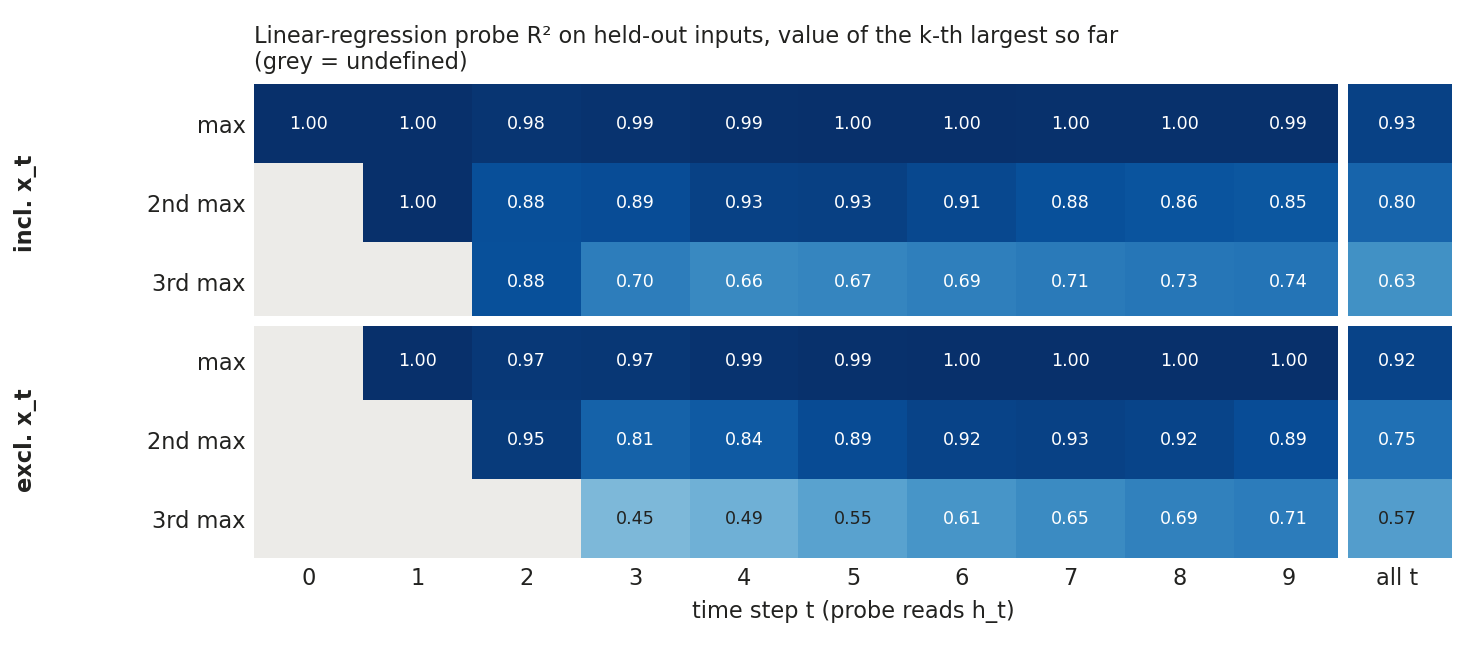 Linear-regression probe R² on held-out inputs, value of the k-th largest so far
(grey = undefined)
incl. x_t
max 1.00 1.00 0.98 0.99 0.99 1.00 1.00 1.00 1.00 0.99 0.93
2nd max 1.00 0.88 0.89 0.93 0.93 0.91 0.88 0.86 0.85 0.80
3rd max 0.88 0.70 0.66 0.67 0.69 0.71 0.73 0.74 0.63
excl. x_t
max 1.00 0.97 0.97 0.99 0.99 1.00 1.00 1.00 1.00 0.92
2nd max 0.95 0.81 0.84 0.89 0.92 0.93 0.92 0.89 0.75
3rd max 0.45 0.49 0.55 0.61 0.65 0.69 0.71 0.57
0 1 2 3 4 5 6 7 8 9 all t
time step t (probe reads h_t)